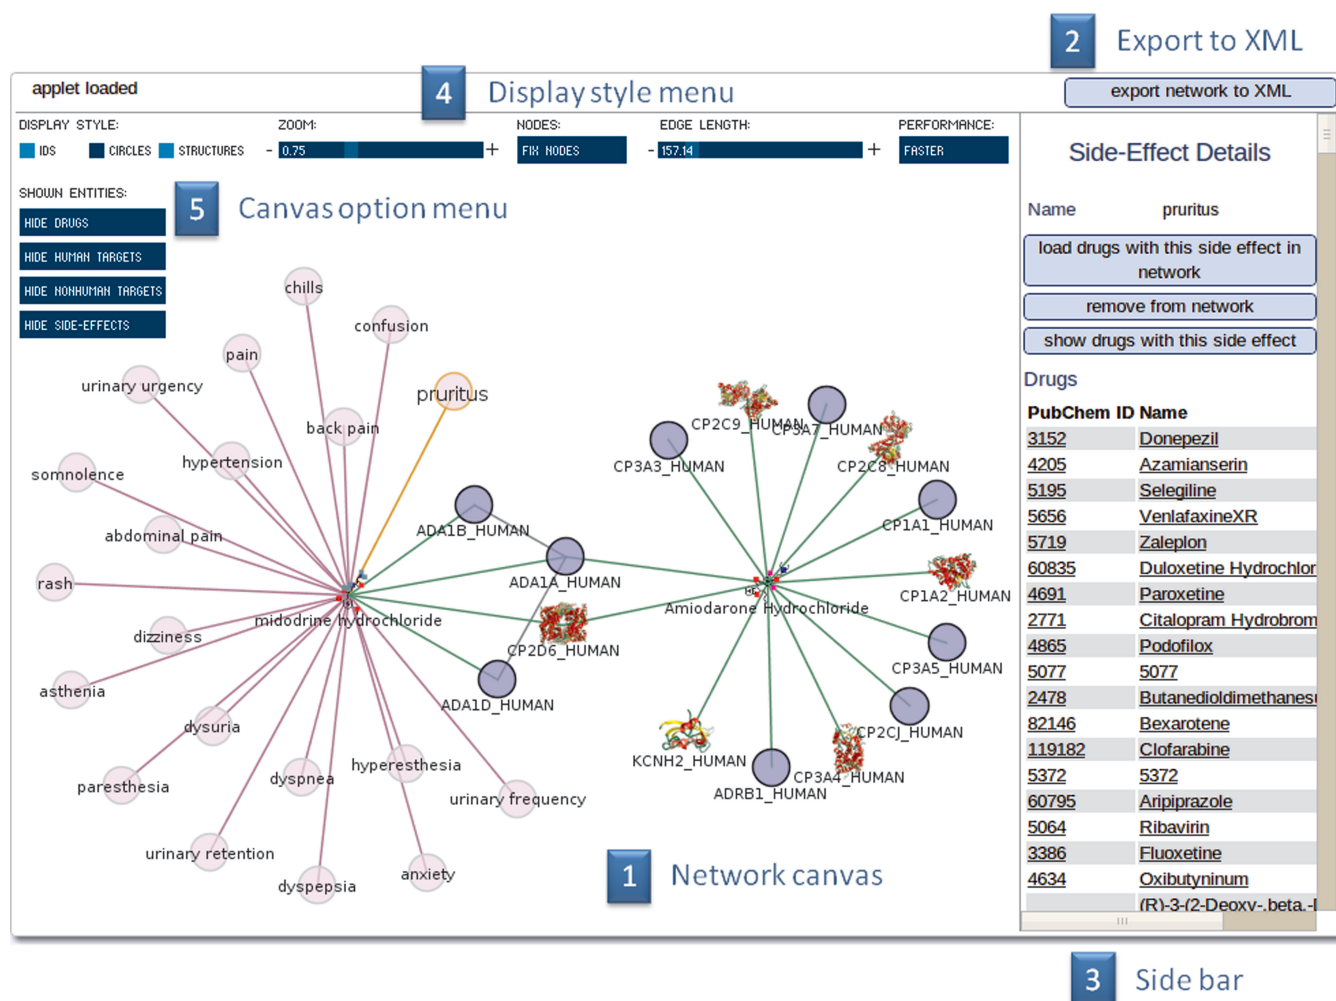 2 Export to XML
applet loaded
4 Display style menu
export network to XML
DISPLAY STYLE:
ZOOM:
NODES:
EDGE LENGTH:
PERFORMANCE:
IDS
CIRCLES
STRUCTURES
- 0.75 +
FIX NODES
- 157.14 +
FASTER
SHOWN ENTITIES:
5 Canvas option menu
HIDE DRUGS
HIDE HUMAN TARGETS
HIDE NONHUMAN TARGETS
HIDE SIDE-EFFECTS
chills
confusion
pain
urinary urgency
pruritus
back pain
hypertension
somnolence
abdominal pain
rash
midodrine hydrochloride
dizziness
asthenia
dysuria
paresthesia
dyspnea
hyperesthesia
urinary frequency
urinary retention
dyspepsia
anxiety
ADA1B_HUMAN
ADA1A_HUMAN
CP2D6_HUMAN
ADA1D_HUMAN
CP2C9_HUMAN
CP3A7_HUMAN
CP3A3_HUMAN
CP2C8_HUMAN
CP1A1_HUMAN
CP1A2_HUMAN
Amiodarone Hydrochloride
CP3A5_HUMAN
CP2CJ_HUMAN
KCNH2_HUMAN
CP3A4_HUMAN
ADRB1_HUMAN
1 Network canvas
Side-Effect Details
Name pruritus
load drugs with this side effect in
network
remove from network
show drugs with this side effect
Drugs
PubChem ID Name
3152 Donepezil
4205 Azamianserin
5195 Selegiline
5656 VenlafaxineXR
5719 Zaleplon
60835 Duloxetine Hydrochlor
4691 Paroxetine
2771 Citalopram Hydrobrom
4865 Podofilox
5077 5077
2478 Butanedioldimethanesu
82146 Bexarotene
119182 Clofarabine
5372 5372
60795 Aripiprazole
5064 Ribavirin
3386 Fluoxetine
4634 Oxibutyninum
(R)-3-(2-Deoxy-.beta.-
3 Side bar